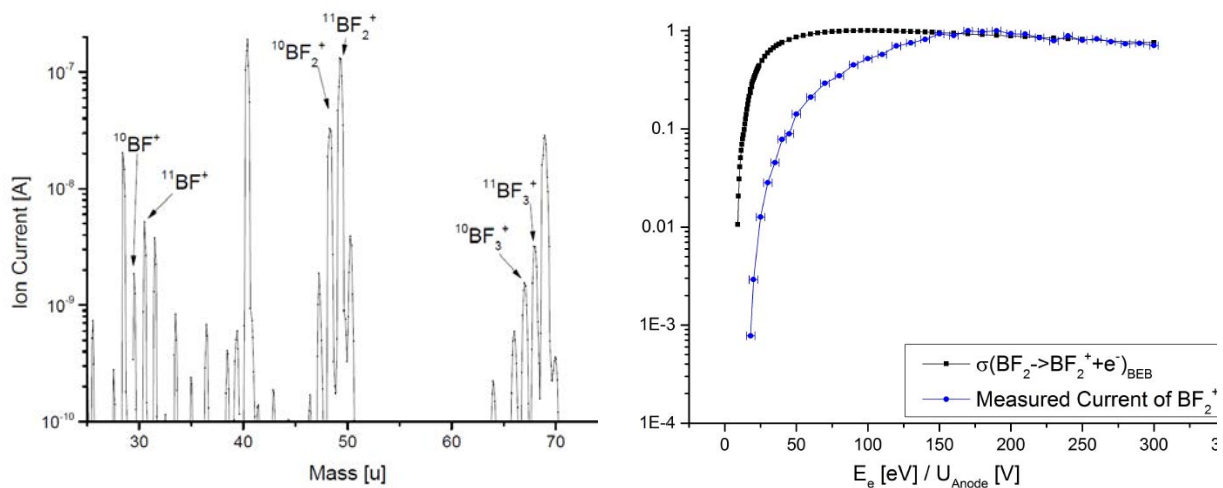 Ion Current [A]
10⁻⁷
10⁻⁸
10⁻⁹
10⁻¹⁰
¹⁰BF⁺
¹¹BF⁺
¹⁰BF₂⁺
¹¹BF₂⁺
¹⁰BF₃⁺
¹¹BF₃⁺
30 40 50 60 70
Mass [u]
1
0.1
0.01
1E-3
1E-4
σ(BF₂->BF₂⁺+e⁻)BEB
Measured Current of BF₂⁺
0 50 100 150 200 250 300
Eₑ [eV] / U_Anode [V]